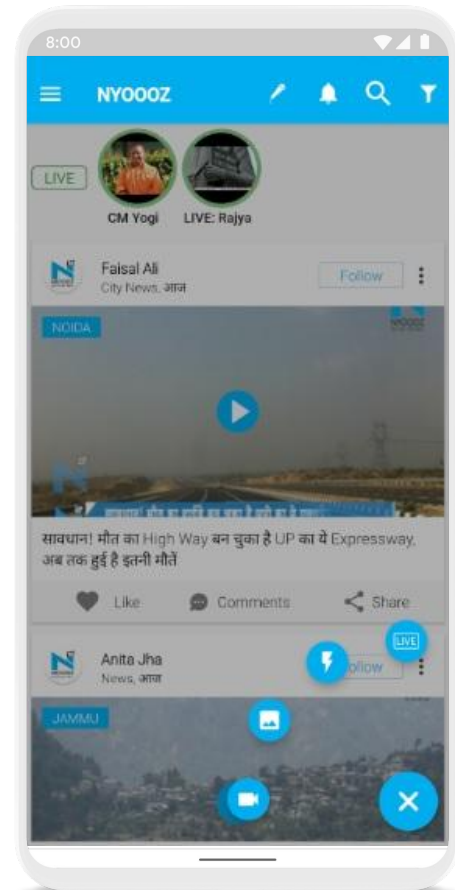 8:00
NYOOOZ
LIVE
CM Yogi
LIVE: Rajya
Faisal Ali
City News, आज
Follow
NOIDA
सावधान! मौत का High Way बन चुका है UP का ये Expressway,
अब तक हुई है इतनी मौतें
Like
Comments
Share
LIVE
Anita Jha
News, आज
JAMMU